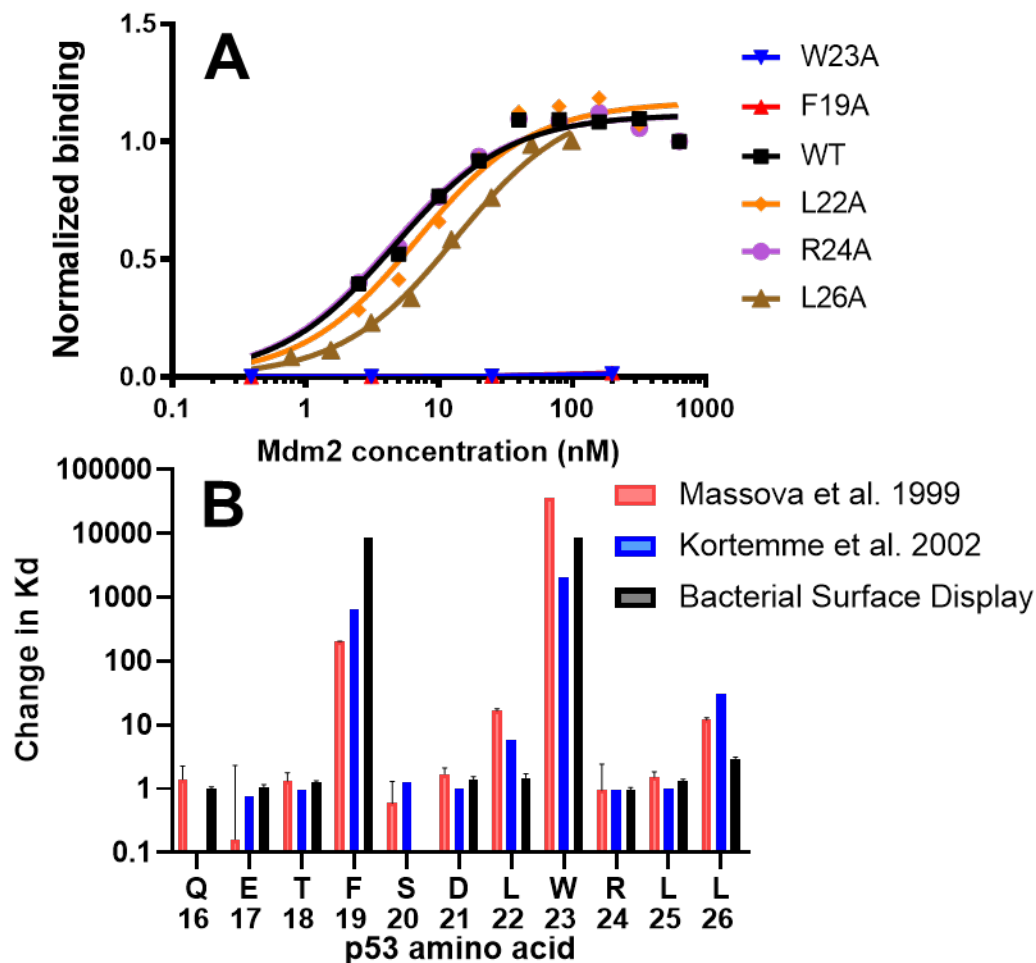 A
1.5
1.0
0.5
0.0
Normalized binding
0.1 1 10 100 1000
Mdm2 concentration (nM)
W23A
F19A
WT
L22A
R24A
L26A
B
100000
10000
1000
100
10
1
0.1
Change in Kd
Massova et al. 1999
Kortemme et al. 2002
Bacterial Surface Display
Q E T F S D L W R L L
16 17 18 19 20 21 22 23 24 25 26
p53 amino acid